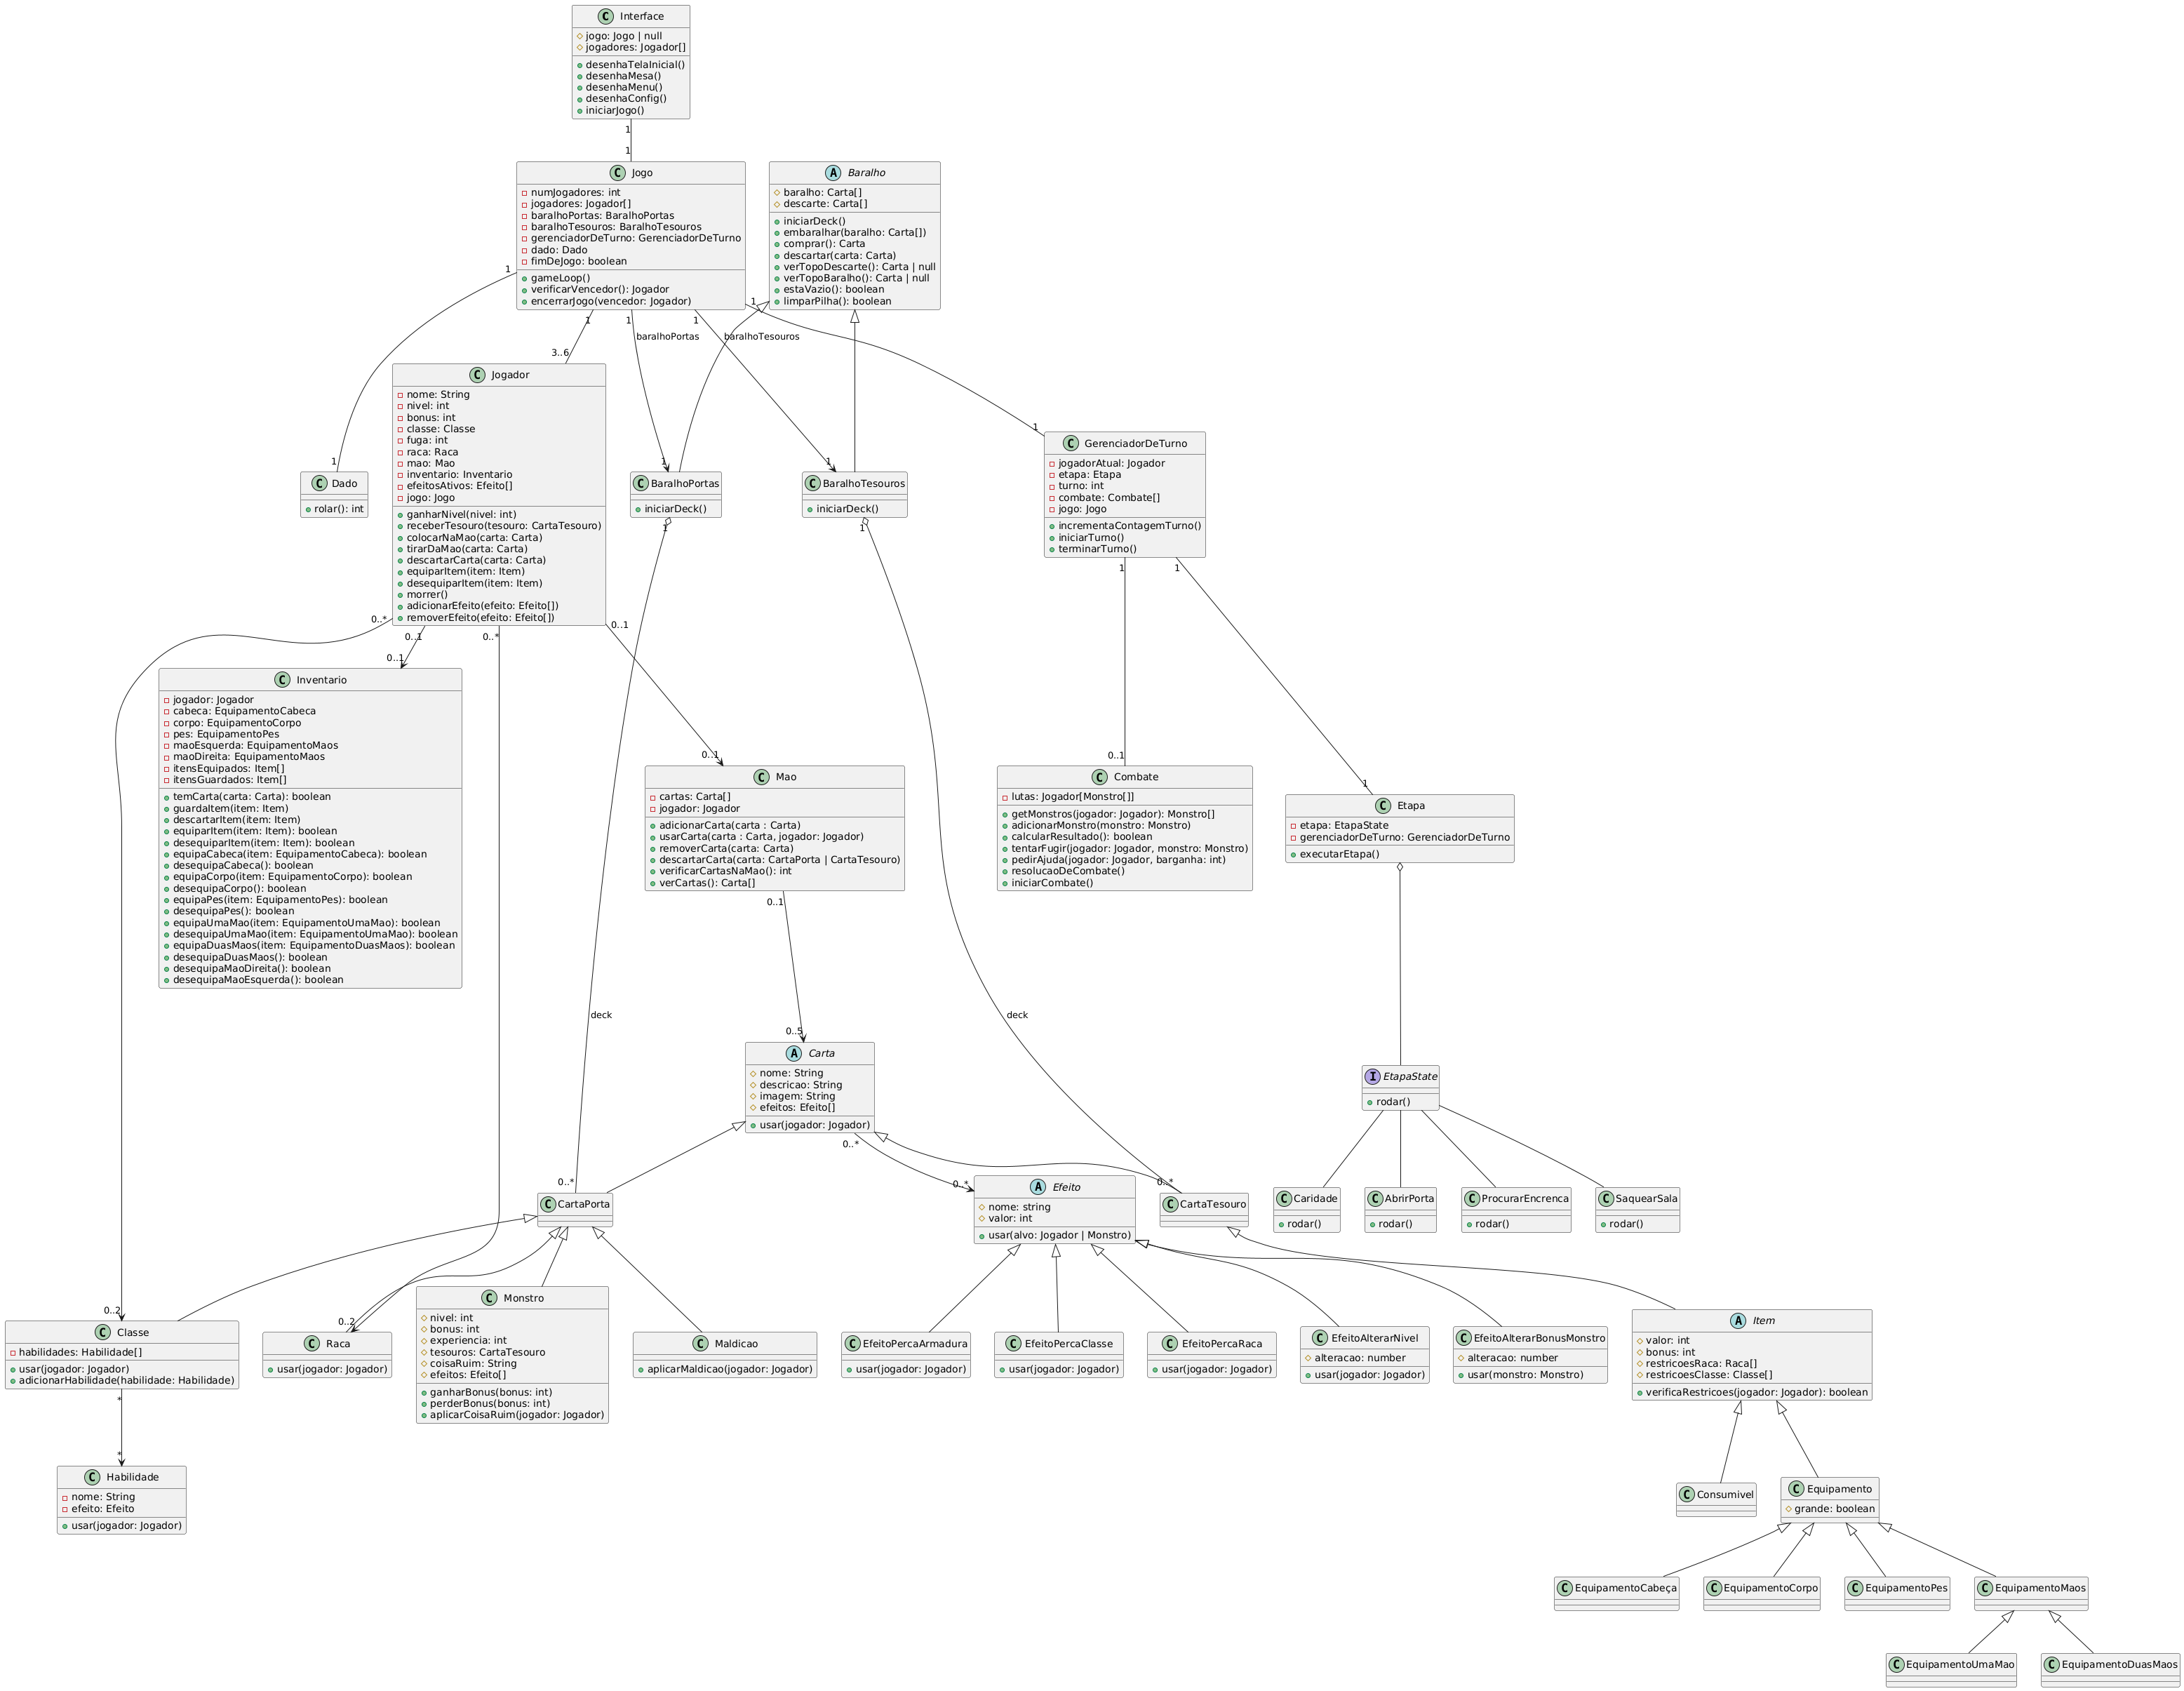 C Interface
jogo: Jogo | null
jogadores: Jogador[]
desenhaTelaInicial()
desenhaMesa()
desenhaMenu()
desenhaConfig()
iniciarJogo()
1
1
C Jogo
numJogadores: int
jogadores: Jogador[]
baralhoPortas: BaralhoPortas
baralhoTesouros: BaralhoTesouros
gerenciadorDeTurno: GerenciadorDeTurno
dado: Dado
fimDeJogo: boolean
gameLoop()
verificarVencedor(): Jogador
encerrarJogo(vencedor: Jogador)
A Baralho
baralho: Carta[]
descarte: Carta[]
iniciarDeck()
embaralhar(baralho: Carta[])
comprar(): Carta
descartar(carta: Carta)
verTopoDescarte(): Carta | null
verTopoBaralho(): Carta | null
estaVazio(): boolean
limparPilha(): boolean
1
1
1
1
1
baralhoPortas
baralhoTesouros
3..6
1
1
1
1
C Jogador
nome: String
nivel: int
bonus: int
classe: Classe
fuga: int
raca: Raca
mao: Mao
inventario: Inventario
efeitosAtivos: Efeito[]
jogo: Jogo
ganharNivel(nivel: int)
receberTesouro(tesouro: CartaTesouro)
colocarNaMao(carta: Carta)
tirarDaMao(carta: Carta)
descartarCarta(carta: Carta)
equiparItem(item: Item)
desequiparItem(item: Item)
morrer()
adicionarEfeito(efeito: Efeito[])
removerEfeito(efeito: Efeito[])
C Dado
rolar(): int
C BaralhoPortas
iniciarDeck()
C BaralhoTesouros
iniciarDeck()
C GerenciadorDeTurno
jogadorAtual: Jogador
etapa: Etapa
turno: int
combate: Combate[]
jogo: Jogo
incrementaContagemTurno()
iniciarTurno()
terminarTurno()
1
1
1
1
0..*
0..1
0..*
0..1
0..1
0..1
0..1
1
C Inventario
jogador: Jogador
cabeca: EquipamentoCabeca
corpo: EquipamentoCorpo
pes: EquipamentoPes
maoEsquerda: EquipamentoMaos
maoDireita: EquipamentoMaos
itensEquipados: Item[]
itensGuardados: Item[]
temCarta(carta: Carta): boolean
guardaItem(item: Item)
descartarItem(item: Item)
equiparItem(item: Item): boolean
desequiparItem(item: Item): boolean
equipaCabeca(item: EquipamentoCabeca): boolean
desequipaCabeca(): boolean
equipaCorpo(item: EquipamentoCorpo): boolean
desequipaCorpo(): boolean
equipaPes(item: EquipamentoPes): boolean
desequipaPes(): boolean
equipaUmaMao(item: EquipamentoUmaMao): boolean
desequipaUmaMao(item: EquipamentoUmaMao): boolean
equipaDuasMaos(item: EquipamentoDuasMaos): boolean
desequipaDuasMaos(): boolean
desequipaMaoDireita(): boolean
desequipaMaoEsquerda(): boolean
C Mao
cartas: Carta[]
jogador: Jogador
adicionarCarta(carta : Carta)
usarCarta(carta : Carta, jogador: Jogador)
removerCarta(carta: Carta)
descartarCarta(carta: CartaPorta | CartaTesouro)
verificarCartasNaMao(): int
verCartas(): Carta[]
C Combate
lutas: Jogador[Monstro[]]
getMonstros(jogador: Jogador): Monstro[]
adicionarMonstro(monstro: Monstro)
calcularResultado(): boolean
tentarFugir(jogador: Jogador, monstro: Monstro)
pedirAjuda(jogador: Jogador, barganha: int)
resolucaoDeCombate()
iniciarCombate()
C Etapa
etapa: EtapaState
gerenciadorDeTurno: GerenciadorDeTurno
executarEtapa()
0..1
0..5
deck
deck
C A Carta
nome: String
descricao: String
imagem: String
efeitos: Efeito[]
usar(jogador: Jogador)
I EtapaState
rodar()
0..*
0..*
0..*
0..*
C CartaPorta
A Efeito
nome: string
valor: int
usar(alvo: Jogador | Monstro)
C CartaTesouro
C Caridade
rodar()
C AbrirPorta
rodar()
C ProcurarEncrenca
rodar()
C SaquearSala
rodar()
0..2
0..2
C Classe
habilidades: Habilidade[]
usar(jogador: Jogador)
adicionarHabilidade(habilidade: Habilidade)
C Raca
usar(jogador: Jogador)
C Monstro
nivel: int
bonus: int
experiencia: int
tesouros: CartaTesouro
coisaRuim: String
efeitos: Efeito[]
ganharBonus(bonus: int)
perderBonus(bonus: int)
aplicarCoisaRuim(jogador: Jogador)
C Maldicao
aplicarMaldicao(jogador: Jogador)
C EfeitoPercaArmadura
usar(jogador: Jogador)
C EfeitoPercaClasse
usar(jogador: Jogador)
C EfeitoPercaRaca
usar(jogador: Jogador)
C EfeitoAlterarNivel
alteracao: number
usar(jogador: Jogador)
C EfeitoAlterarBonusMonstro
alteracao: number
usar(monstro: Monstro)
A Item
valor: int
bonus: int
restricoesRaca: Raca[]
restricoesClasse: Classe[]
verificaRestricoes(jogador: Jogador): boolean
*
*
C Habilidade
nome: String
efeito: Efeito
usar(jogador: Jogador)
C Consumivel
C Equipamento
grande: boolean
C EquipamentoCabeça
C EquipamentoCorpo
C EquipamentoPes
C EquipamentoMaos
C EquipamentoUmaMao
C EquipamentoDuasMaos